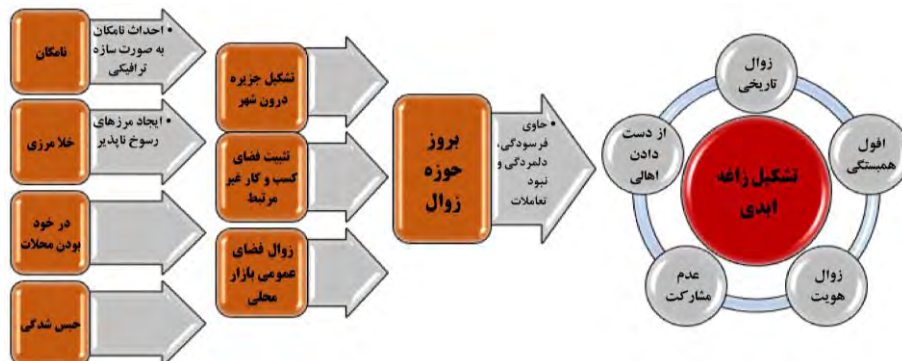 نامکان
• احداث نامکان
به صورت سازه
ترافیکی
خلا مرزی
• ایجاد مرزهای
رسوخ ناپذیر
در خود
بودن محلات
حبس شدگی
تشکیل جزیره
درون شهر
تثبیت فضای
کسب و کار غیر
مرتبط
زوال فضای
عمومی بازار
محلی
بروز
حوزه
زوال
• حاوی
فرسودگی،
دلمردگی و
نبود
تعاملات
تشکیل زاغه
ابدی
زوال
تاریخی
افول
همبستگی
زوال
هویت
عدم
مشارکت
از دست
دادن
اهالی